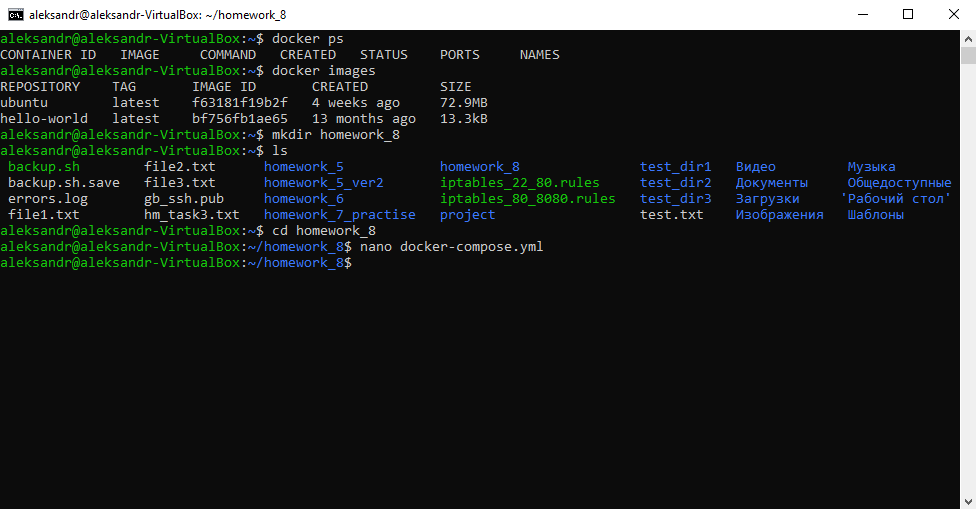 aleksandr@aleksandr-VirtualBox: ~/homework_8
aleksandr@aleksandr-VirtualBox:~$ docker ps
CONTAINER ID   IMAGE     COMMAND   CREATED   STATUS    PORTS     NAMES
aleksandr@aleksandr-VirtualBox:~$ docker images
REPOSITORY    TAG       IMAGE ID       CREATED         SIZE
ubuntu        latest    f63181f19b2f   4 weeks ago     72.9MB
hello-world   latest    bf756fb1ae65   13 months ago   13.3kB
aleksandr@aleksandr-VirtualBox:~$ mkdir homework_8
aleksandr@aleksandr-VirtualBox:~$ ls
 backup.sh        file2.txt      homework_5            homework_8               test_dir1   Видео         Музыка
 backup.sh.save   file3.txt      homework_5_ver2       iptables_22_80.rules     test_dir2   Документы     Общедоступные
 errors.log       gb_ssh.pub     homework_6            iptables_80_8080.rules   test_dir3   Загрузки     'Рабочий стол'
 file1.txt        hm_task3.txt   homework_7_practise   project                  test.txt    Изображения   Шаблоны
aleksandr@aleksandr-VirtualBox:~$ cd homework_8
aleksandr@aleksandr-VirtualBox:~/homework_8$ nano docker-compose.yml
aleksandr@aleksandr-VirtualBox:~/homework_8$